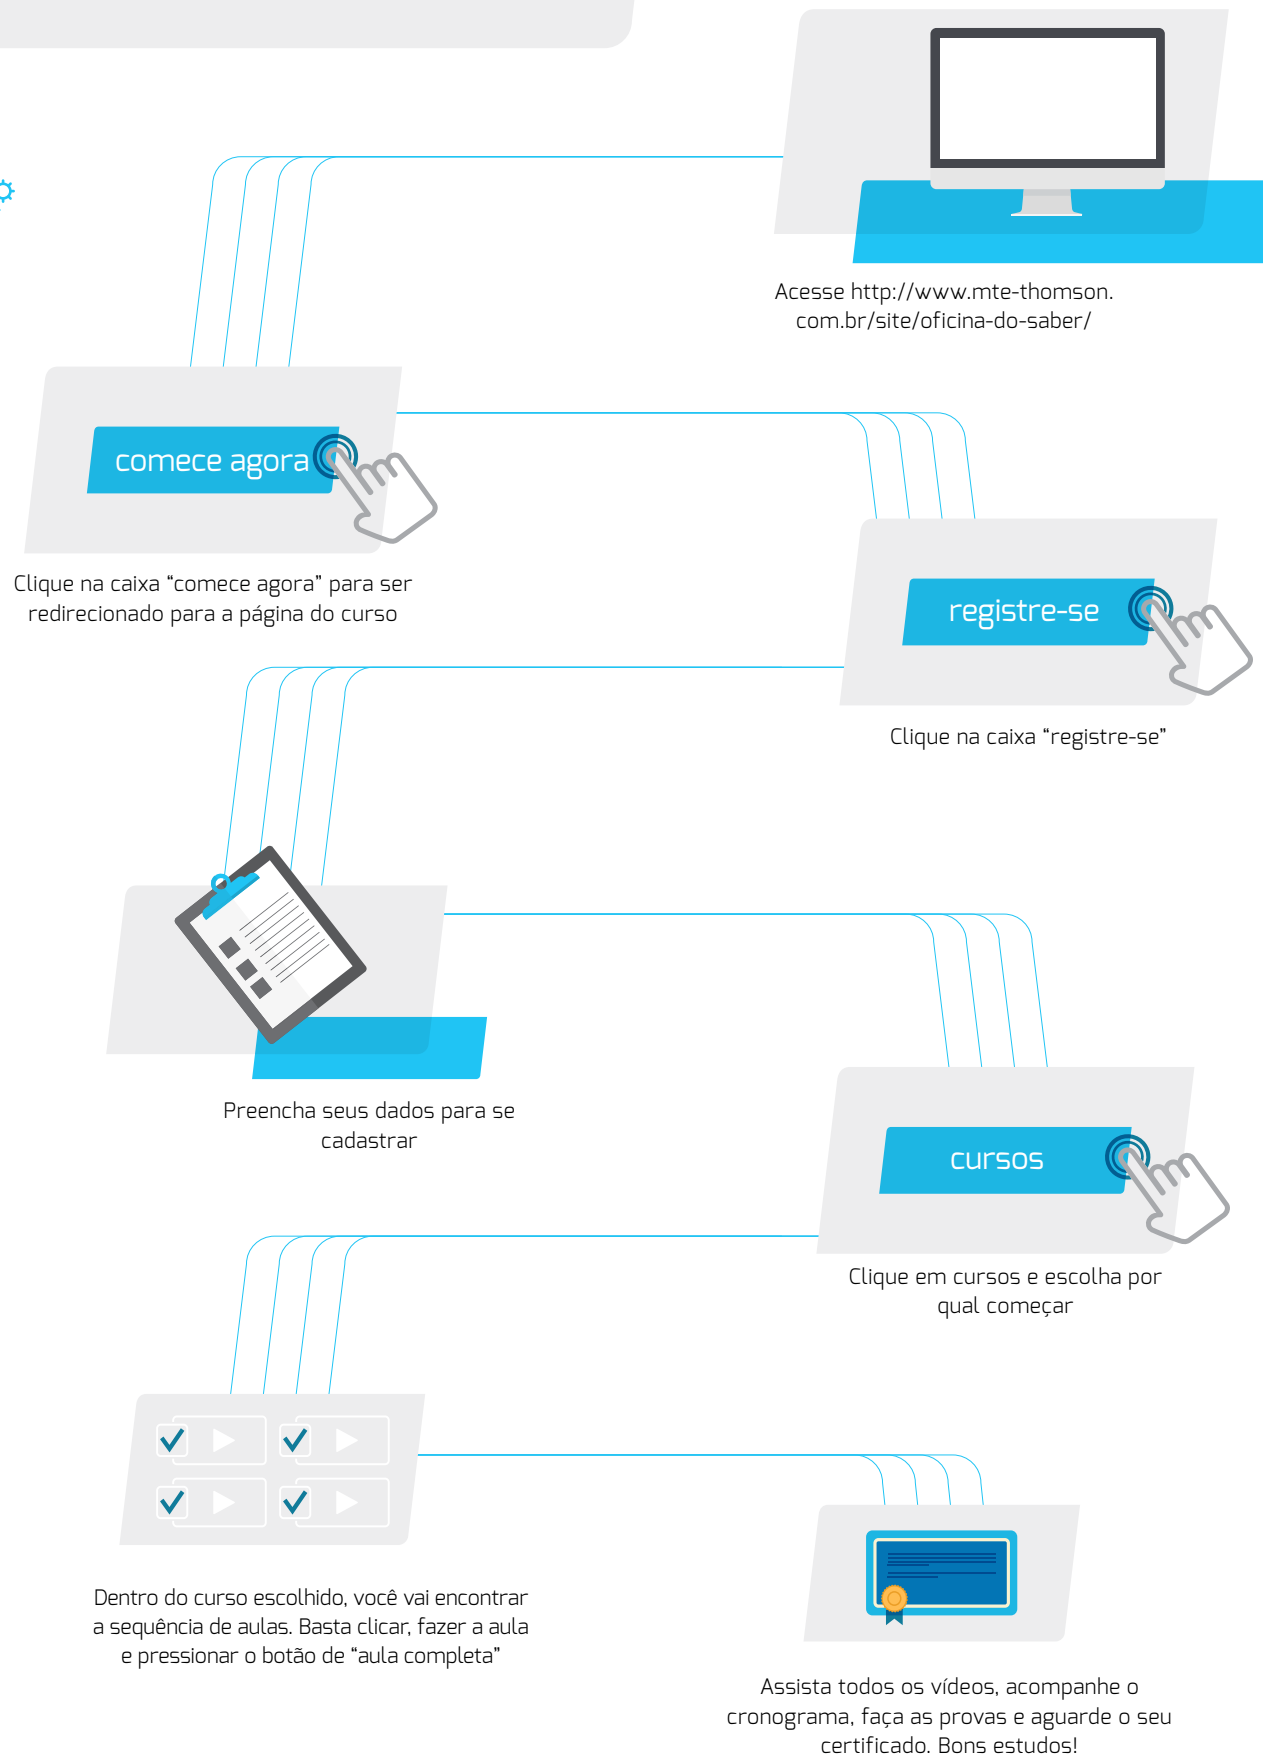 Acesse http://www.mte-thomson.
com.br/site/oficina-do-saber/
comece agora
Clique na caixa “comece agora” para ser
redirecionado para a página do curso
registre-se
Clique na caixa “registre-se”
Preencha seus dados para se
cadastrar
cursos
Clique em cursos e escolha por
qual começar
Dentro do curso escolhido, você vai encontrar
a sequência de aulas. Basta clicar, fazer a aula
e pressionar o botão de “aula completa”
Assista todos os vídeos, acompanhe o
cronograma, faça as provas e aguarde o seu
certificado. Bons estudos!